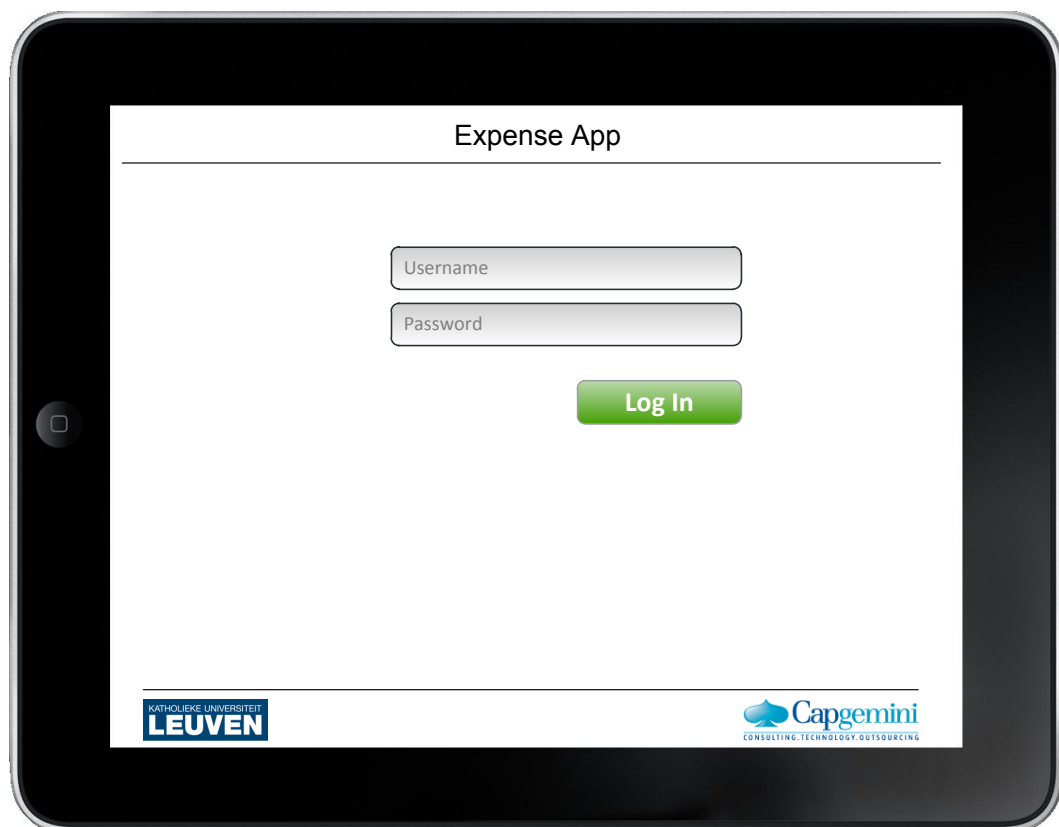 Expense App
Username
Password
Log In
KATHOLIEKE UNIVERSITEIT
LEUVEN
Capgemini
CONSULTING.TECHNOLOGY.OUTSOURCING